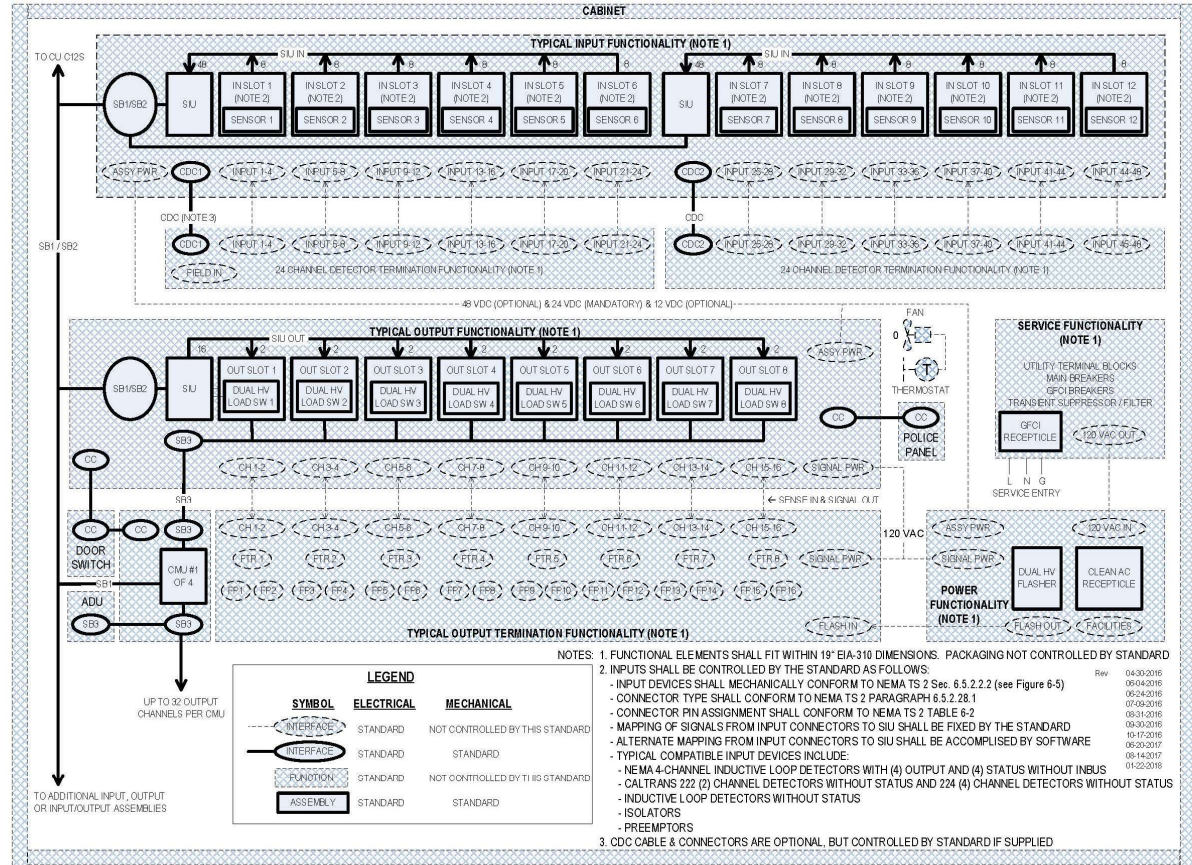 CABINET
TYPICAL INPUT FUNCTIONALITY (NOTE 1)
TO CU C12S
SIU IN
SIU IN
48 8 8 8 8 8 8 48 8 8 8 8 8 8
SB1/SB2
SIU
IN SLOT 1 (NOTE 2) SENSOR 1
IN SLOT 2 (NOTE 2) SENSOR 2
IN SLOT 3 (NOTE 2) SENSOR 3
IN SLOT 4 (NOTE 2) SENSOR 4
IN SLOT 5 (NOTE 2) SENSOR 5
IN SLOT 6 (NOTE 2) SENSOR 6
SIU
IN SLOT 7 (NOTE 2) SENSOR 7
IN SLOT 8 (NOTE 2) SENSOR 8
IN SLOT 9 (NOTE 2) SENSOR 9
IN SLOT 10 (NOTE 2) SENSOR 10
IN SLOT 11 (NOTE 2) SENSOR 11
IN SLOT 12 (NOTE 2) SENSOR 12
ASSY PWR CDC1 INPUT 1-4 INPUT 5-8 INPUT 9-12 INPUT 13-16 INPUT 17-20 INPUT 21-24 CDC2 INPUT 25-28 INPUT 29-32 INPUT 33-36 INPUT 37-40 INPUT 41-44 INPUT 44-48
CDC (NOTE 3)
CDC
SB1 / SB2
CDC1 INPUT 1-4 INPUT 5-8 INPUT 9-12 INPUT 13-16 INPUT 17-20 INPUT 21-24 CDC2 INPUT 25-28 INPUT 29-32 INPUT 33-36 INPUT 37-40 INPUT 41-44 INPUT 45-48
FIELD IN
24 CHANNEL DETECTOR TERMINATION FUNCTIONALITY (NOTE 1)
24 CHANNEL DETECTOR TERMINATION FUNCTIONALITY (NOTE 1)
48 VDC (OPTIONAL) & 24 VDC (MANDATORY) & 12 VDC (OPTIONAL)
TYPICAL OUTPUT FUNCTIONALITY (NOTE 1)
SIU OUT
16 2 2 2 2 2 2 2 2
SB1/SB2
SIU
OUT SLOT 1 DUAL HV LOAD SW 1
OUT SLOT 2 DUAL HV LOAD SW 2
OUT SLOT 3 DUAL HV LOAD SW 3
OUT SLOT 4 DUAL HV LOAD SW 4
OUT SLOT 5 DUAL HV LOAD SW 5
OUT SLOT 6 DUAL HV LOAD SW 6
OUT SLOT 7 DUAL HV LOAD SW 7
OUT SLOT 8 DUAL HV LOAD SW 8
ASSY PWR
FAN
0
T
THERMOSTAT
CC CC
POLICE PANEL
SERVICE FUNCTIONALITY (NOTE 1)
UTILITY TERMINAL BLOCKS
MAIN BREAKERS
GFCI BREAKERS
TRANSIENT SUPPRESSOR / FILTER
GFCI RECEPTICLE
120 VAC OUT
L N G
SERVICE ENTRY
SB3
CC
CH 1-2 CH 3-4 CH 5-6 CH 7-8 CH 9-10 CH 11-12 CH 13-14 CH 15-16 SIGNAL PWR
SB3
← SENSE IN & SIGNAL OUT
CC CC SB3
DOOR SWITCH
CH 1-2 CH 3-4 CH 5-6 CH 7-8 CH 9-10 CH 11-12 CH 13-14 CH 15-16
120 VAC
ASSY PWR 120 VAC IN
CMU #1 OF 4
SB1
FTR 1 FTR 2 FTR 3 FTR 4 FTR 5 FTR 6 FTR 7 FTR 8 SIGNAL PWR SIGNAL PWR
DUAL HV FLASHER
CLEAN AC RECEPTICLE
FP1 FP2 FP3 FP4 FP5 FP6 FP7 FP8 FP9 FP10 FP11 FP12 FP13 FP14 FP15 FP16
POWER FUNCTIONALITY (NOTE 1)
ADU
SB3 SB3
FLASH IN FLASH OUT FACILITIES
TYPICAL OUTPUT TERMINATION FUNCTIONALITY (NOTE 1)
UP TO 32 OUTPUT CHANNELS PER CMU
TO ADDITIONAL INPUT, OUTPUT OR INPUT/OUTPUT ASSEMBLIES
LEGEND
SYMBOL ELECTRICAL MECHANICAL
INTERFACE STANDARD NOT CONTROLLED BY THIS STANDARD
INTERFACE STANDARD STANDARD
FUNCTION STANDARD NOT CONTROLLED BY THIS STANDARD
ASSEMBLY STANDARD STANDARD
NOTES: 1. FUNCTIONAL ELEMENTS SHALL FIT WITHIN 19" EIA-310 DIMENSIONS. PACKAGING NOT CONTROLLED BY STANDARD
2. INPUTS SHALL BE CONTROLLED BY THE STANDARD AS FOLLOWS:
- INPUT DEVICES SHALL MECHANICALLY CONFORM TO NEMA TS 2 Sec. 6.5.2.2.2 (see Figure 6-5)
- CONNECTOR TYPE SHALL CONFORM TO NEMA TS 2 PARAGRAPH 6.5.2.28.1
- CONNECTOR PIN ASSIGNMENT SHALL CONFORM TO NEMA TS 2 TABLE 6-2
- MAPPING OF SIGNALS FROM INPUT CONNECTORS TO SIU SHALL BE FIXED BY THE STANDARD
- ALTERNATE MAPPING FROM INPUT CONNECTORS TO SIU SHALL BE ACCOMPLISED BY SOFTWARE
- TYPICAL COMPATIBLE INPUT DEVICES INCLUDE:
- NEMA 4-CHANNEL INDUCTIVE LOOP DETECTORS WITH (4) OUTPUT AND (4) STATUS WITHOUT INBUS
- CALTRANS 222 (2) CHANNEL DETECTORS WITHOUT STATUS AND 224 (4) CHANNEL DETECTORS WITHOUT STATUS
- INDUCTIVE LOOP DETECTORS WITHOUT STATUS
- ISOLATORS
- PREEMPTORS
3. CDC CABLE & CONNECTORS ARE OPTIONAL, BUT CONTROLLED BY STANDARD IF SUPPLIED
Rev 04-30-2016
06-04-2016
06-24-2016
07-09-2016
08-31-2016
09-30-2016
10-17-2016
06-20-2017
08-14-2017
01-22-2018